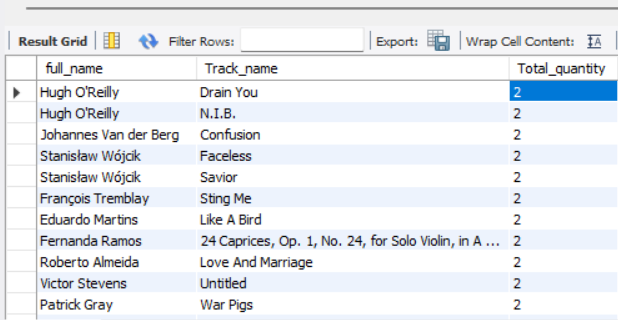 Result Grid Filter Rows: Export: Wrap Cell Content: IA
full_name Track_name Total_quantity
Hugh O'Reilly Drain You 2
Hugh O'Reilly N.I.B. 2
Johannes Van der Berg Confusion 2
Stanisław Wójcik Faceless 2
Stanisław Wójcik Savior 2
François Tremblay Sting Me 2
Eduardo Martins Like A Bird 2
Fernanda Ramos 24 Caprices, Op. 1, No. 24, for Solo Violin, in A ... 2
Roberto Almeida Love And Marriage 2
Victor Stevens Untitled 2
Patrick Gray War Pigs 2